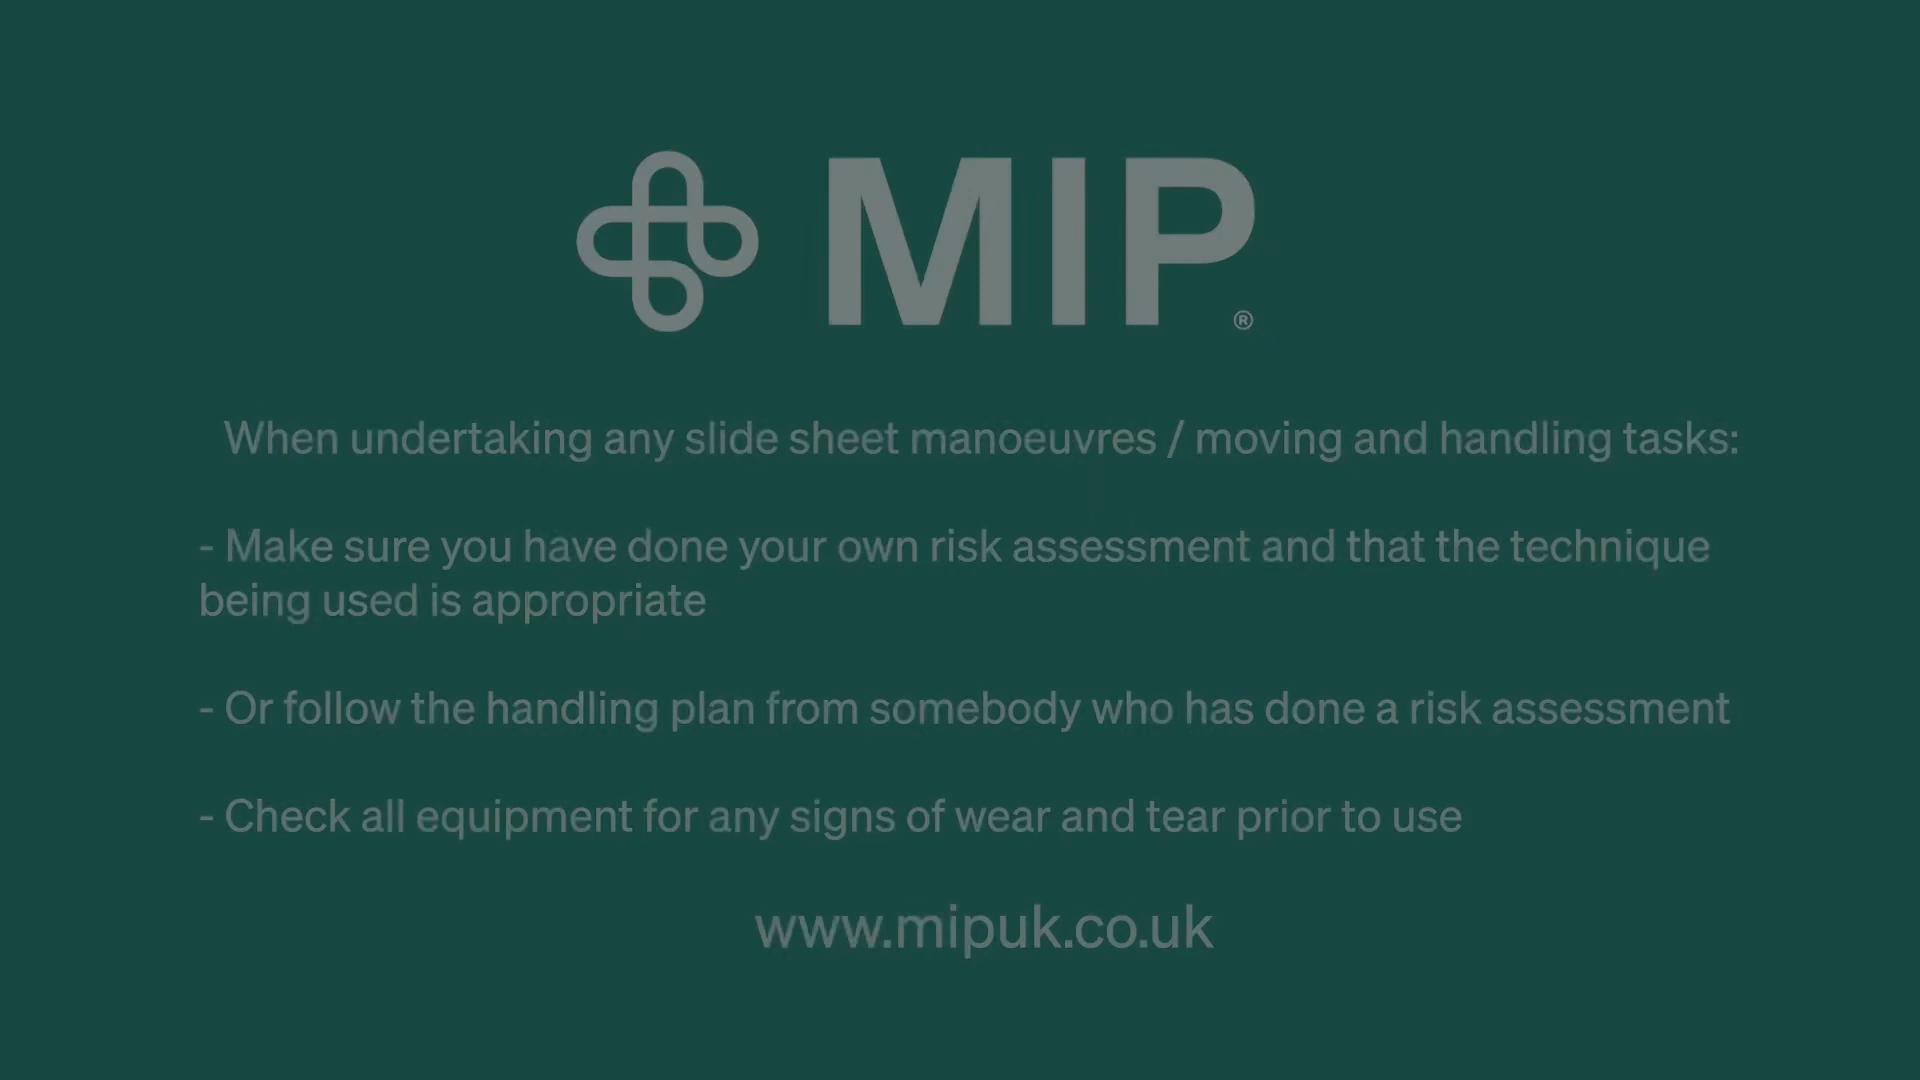 MIP®
When undertaking any slide sheet manoeuvres / moving and handling tasks:
- Make sure you have done your own risk assessment and that the technique
being used is appropriate
- Or follow the handling plan from somebody who has done a risk assessment
- Check all equipment for any signs of wear and tear prior to use
www.mipuk.co.uk